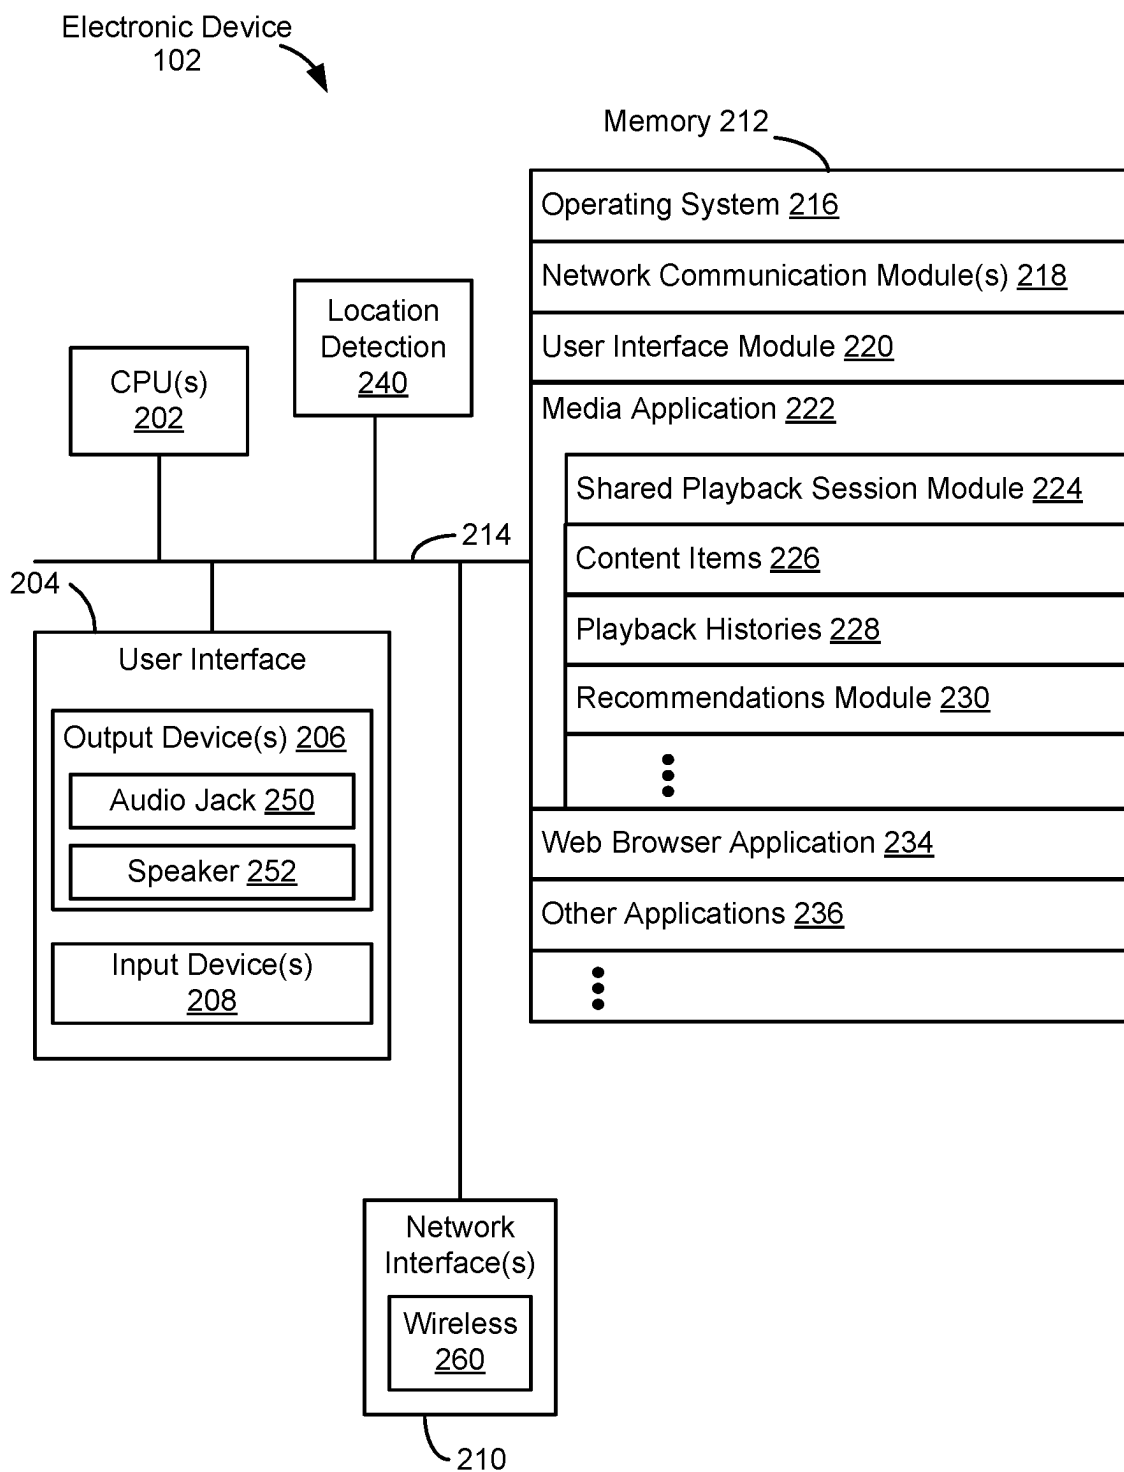 Electronic Device
102
Memory 212
Operating System 216
Network Communication Module(s) 218
User Interface Module 220
Media Application 222
Shared Playback Session Module 224
Content Items 226
Playback Histories 228
Recommendations Module 230
Web Browser Application 234
Other Applications 236
Location
Detection
240
CPU(s)
202
214
204
User Interface
Output Device(s) 206
Audio Jack 250
Speaker 252
Input Device(s)
208
Network
Interface(s)
Wireless
260
210